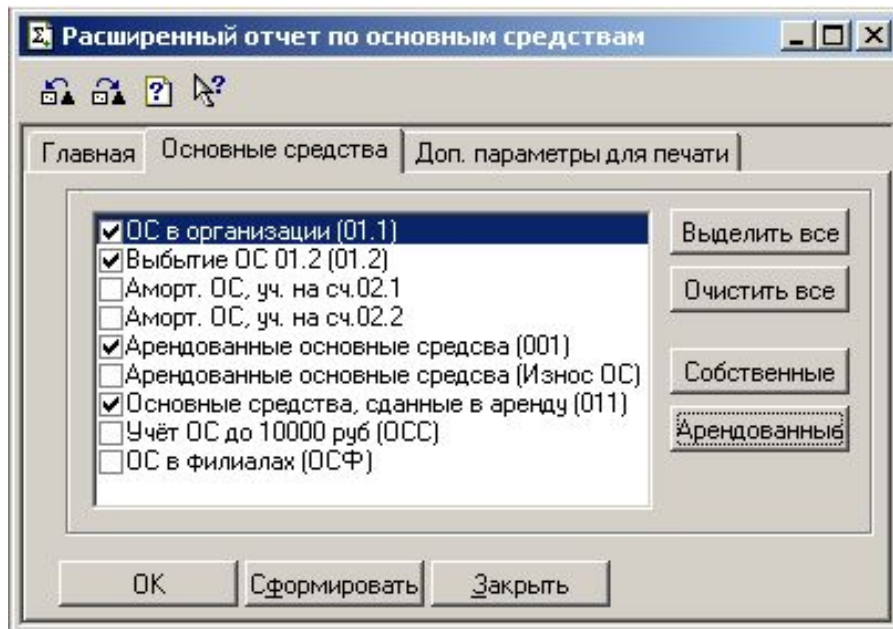 Расширенный отчет по основным средствам
Главная
Основные средства
Доп. параметры для печати
ОС в организации (01.1)
Выбытие ОС 01.2 (01.2)
Аморт. ОС, уч. на сч.02.1
Аморт. ОС, уч. на сч.02.2
Арендованные основные средсва (001)
Арендованные основные средсва (Износ ОС)
Основные средства, сданные в аренду (011)
Учёт ОС до 10000 руб (ОСС)
ОС в филиалах (ОСФ)
Выделить все
Очистить все
Собственные
Арендованные
OK
Сформировать
Закрыть